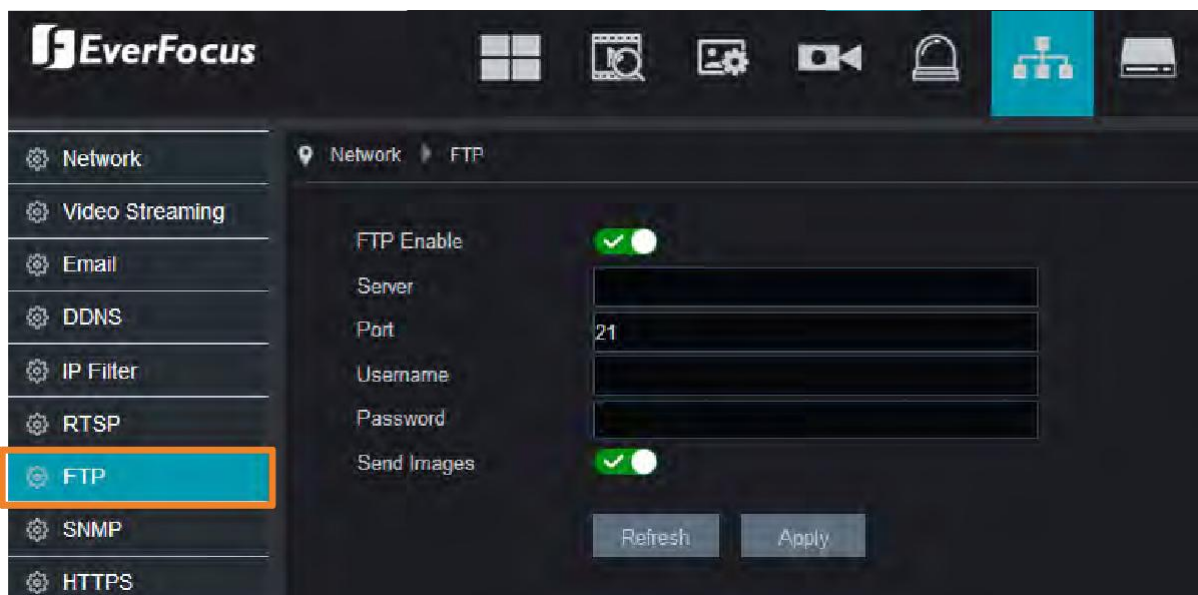 EverFocus
Network
Video Streaming
Email
DDNS
IP Filter
RTSP
FTP
SNMP
HTTPS
Network FTP
FTP Enable
Server
Port 21
Username
Password
Send Images
Refresh Apply